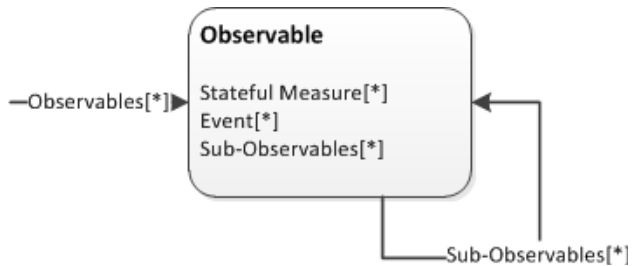 Observable
Observables[*]
Stateful Measure[*]
Event[*]
Sub-Observables[*]
Sub-Observables[*]